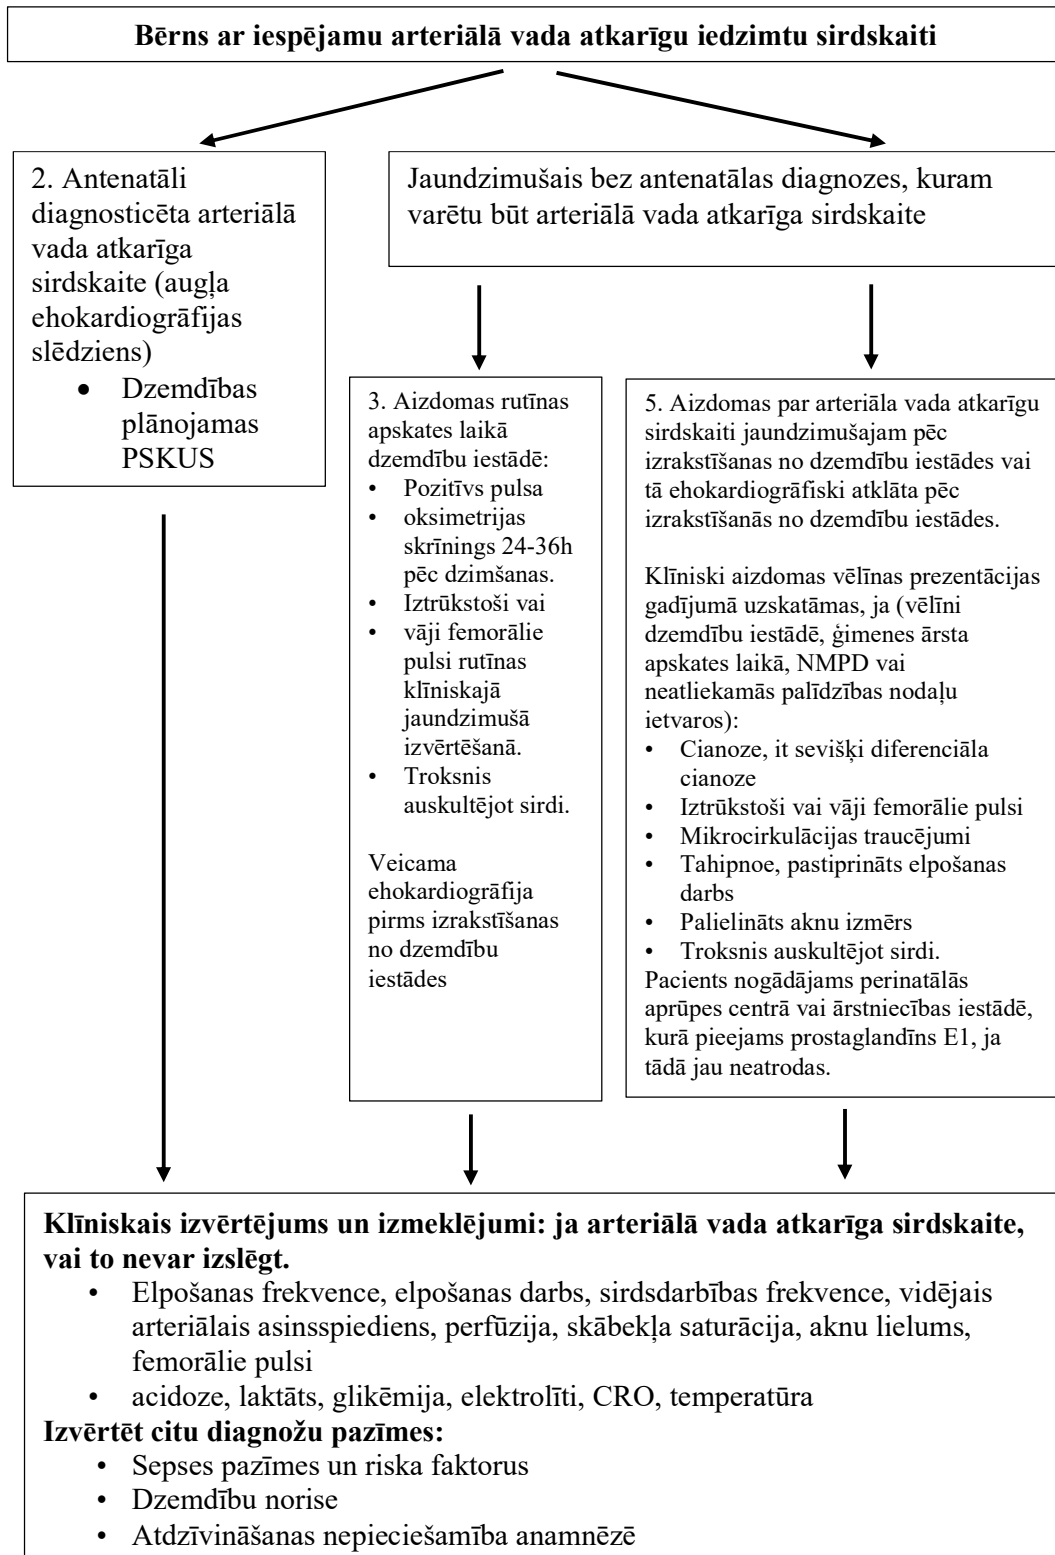 Bērns ar iespējamu arteriālā vada atkarīgu iedzimtu sirdskaiti
2. Antenatāli
diagnosticēta arteriālā
vada atkarīga
sirdskaite (augļa
ehokardiogrāfijas
slēdziens)
• Dzemdības
plānojamas
PSKUS
Jaundzimušais bez antenatālas diagnozes, kuram
varētu būt arteriālā vada atkarīga sirdskaite
3. Aizdomas rutīnas
apskates laikā
dzemdību iestādē:
• Pozitīvs pulsa
• oksimetrijas
skrīnings 24-36h
pēc dzimšanas.
• Iztrūkstoši vai
• vāji femorālie
pulsi rutīnas
klīniskajā
jaundzimušā
izvērtēšanā.
• Troksnis
auskultējot sirdi.
Veicama
ehokardiogrāfija
pirms izrakstīšanas
no dzemdību
iestādes
5. Aizdomas par arteriāla vada atkarīgu
sirdskaiti jaundzimušajam pēc
izrakstīšanas no dzemdību iestādes vai
tā ehokardiogrāfiski atklāta pēc
izrakstīšanās no dzemdību iestādes.
Klīniski aizdomas vēlīnas prezentācijas
gadījumā uzskatāmas, ja (vēlīni
dzemdību iestādē, ģimenes ārsta
apskates laikā, NMPD vai
neatliekamās palīdzības nodaļu
ietvaros):
• Cianoze, it sevišķi diferenciāla
cianoze
• Iztrūkstoši vai vāji femorālie pulsi
• Mikrocirkulācijas traucējumi
• Tahipnoe, pastiprināts elpošanas
darbs
• Palielināts aknu izmērs
• Troksnis auskultējot sirdi.
Pacients nogādājams perinatālās
aprūpes centrā vai ārstniecības iestādē,
kurā pieejams prostaglandīns E1, ja
tādā jau neatrodas.
Klīniskais izvērtējums un izmeklējumi: ja arteriālā vada atkarīga sirdskaite,
vai to nevar izslēgt.
• Elpošanas frekvence, elpošanas darbs, sirdsdarbības frekvence, vidējais
arteriālais asinsspiediens, perfūzija, skābekļa saturācija, aknu lielums,
femorālie pulsi
• acidoze, laktāts, glikēmija, elektrolīti, CRO, temperatūra
Izvērtēt citu diagnožu pazīmes:
• Sepses pazīmes un riska faktorus
• Dzemdību norise
• Atdzīvināšanas nepieciešamība anamnēzē